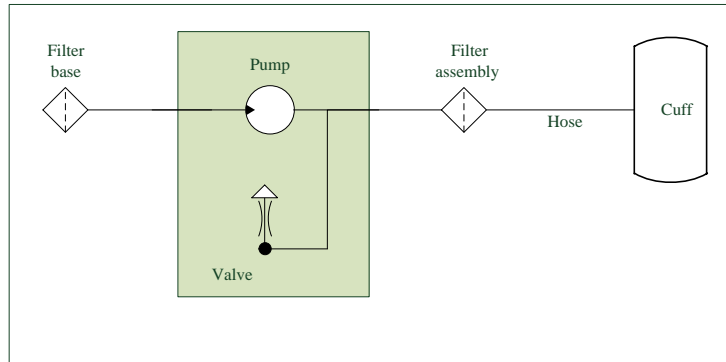 Filter
base
Pump
Filter
assembly
Hose
Cuff
Valve